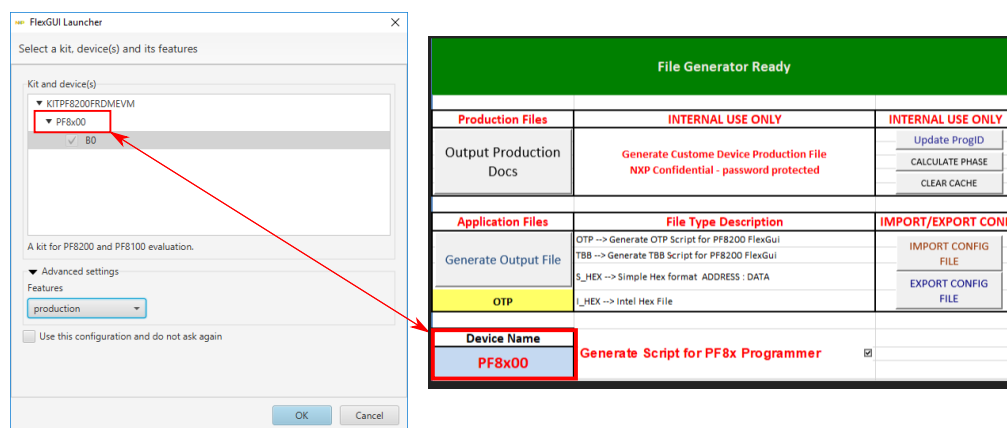 FlexGUI Launcher
Select a kit, device(s) and its features
Kit and device(s)
KITPF8200FRDMEVM
PF8x00
B0
A kit for PF8200 and PF8100 evaluation.
Advanced settings
Features
production
Use this configuration and do not ask again
OK
Cancel
File Generator Ready
Production Files
INTERNAL USE ONLY
INTERNAL USE ONLY
Output Production
Docs
Generate Custome Device Production File
NXP Confidential - password protected
Update ProgID
CALCULATE PHASE
CLEAR CACHE
Application Files
File Type Description
IMPORT/EXPORT CONI
Generate Output File
OTP --> Generate OTP Script for PF8200 FlexGui
TBB --> Generate TBB Script for PF8200 FlexGui
S_HEX --> Simple Hex format ADDRESS : DATA
I_HEX --> Intel Hex File
IMPORT CONFIG
FILE
EXPORT CONFIG
FILE
OTP
Device Name
PF8x00
Generate Script for PF8x Programmer